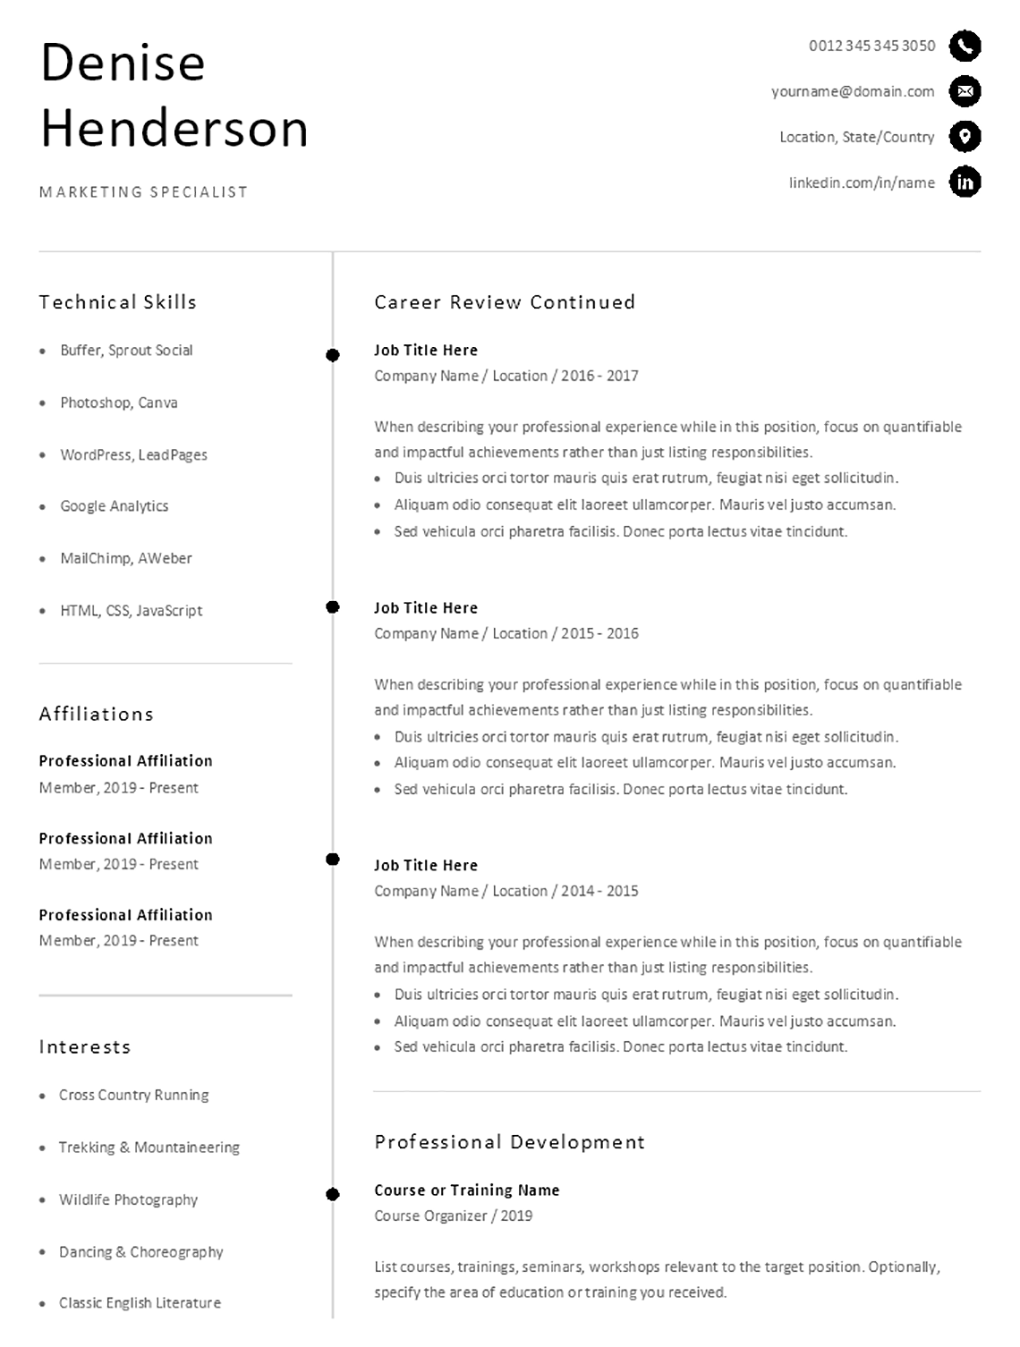 Denise
Henderson
MARKETING SPECIALIST
0012 345 345 3050
yourname@domain.com
Location, State/Country
linkedin.com/in/name
in
Technical Skills
• Buffer, Sprout Social
• Photoshop, Canva
• WordPress, LeadPages
• Google Analytics
• MailChimp, AWeber
• HTML, CSS, JavaScript
Affiliations
Professional Affiliation
Member, 2019 - Present
Professional Affiliation
Member, 2019 - Present
Professional Affiliation
Member, 2019 - Present
Interests
• Cross Country Running
• Trekking & Mountaineering
• Wildlife Photography
• Dancing & Choreography
• Classic English Literature
Career Review Continued
Job Title Here
Company Name / Location / 2016 - 2017
When describing your professional experience while in this position, focus on quantifiable
and impactful achievements rather than just listing responsibilities.
• Duis ultricies orci tortor mauris quis erat rutrum, feugiat nisi eget sollicitudin.
• Aliquam odio consequat elit laoreet ullamcorper. Mauris vel justo accumsan.
• Sed vehicula orci pharetra facilisis. Donec porta lectus vitae tincidunt.
Job Title Here
Company Name / Location / 2015 - 2016
When describing your professional experience while in this position, focus on quantifiable
and impactful achievements rather than just listing responsibilities.
• Duis ultricies orci tortor mauris quis erat rutrum, feugiat nisi eget sollicitudin.
• Aliquam odio consequat elit laoreet ullamcorper. Mauris vel justo accumsan.
• Sed vehicula orci pharetra facilisis. Donec porta lectus vitae tincidunt.
Job Title Here
Company Name / Location / 2014 - 2015
When describing your professional experience while in this position, focus on quantifiable
and impactful achievements rather than just listing responsibilities.
• Duis ultricies orci tortor mauris quis erat rutrum, feugiat nisi eget sollicitudin.
• Aliquam odio consequat elit laoreet ullamcorper. Mauris vel justo accumsan.
• Sed vehicula orci pharetra facilisis. Donec porta lectus vitae tincidunt.
Professional Development
Course or Training Name
Course Organizer / 2019
List courses, trainings, seminars, workshops relevant to the target position. Optionally,
specify the area of education or training you received.